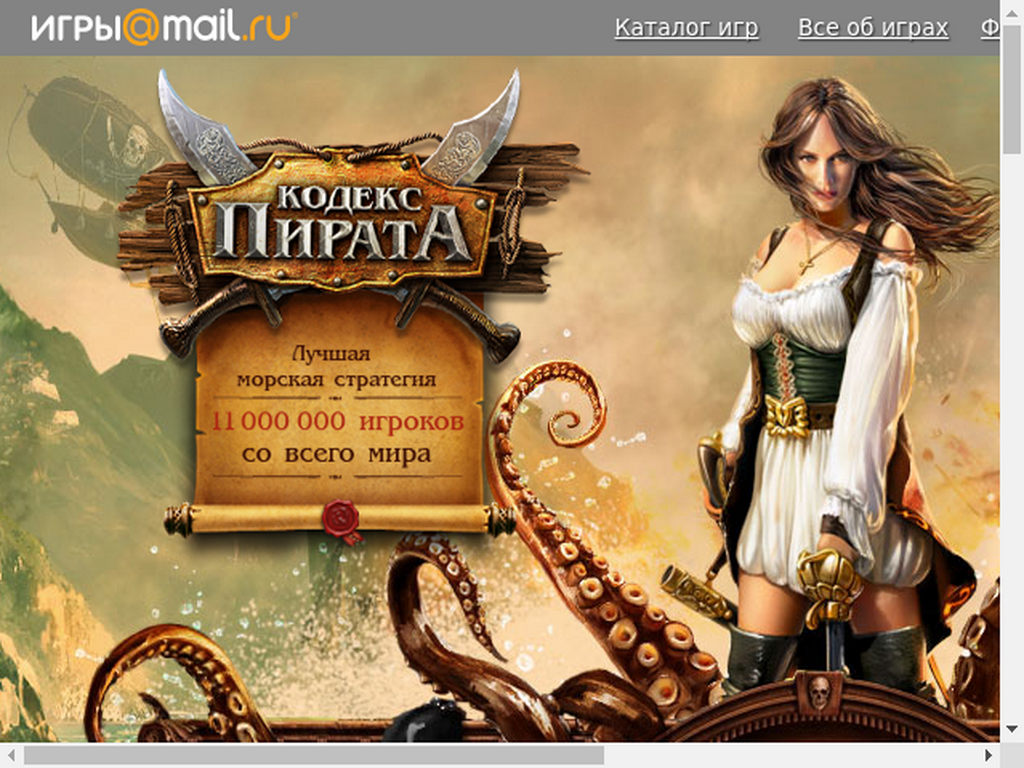 игры@mail.ru
Каталог игр
Все об играх
Ф
КОДЕКС
ПИРАТА
Лучшая
морская стратегия
11 000 000 игроков
со всего мира